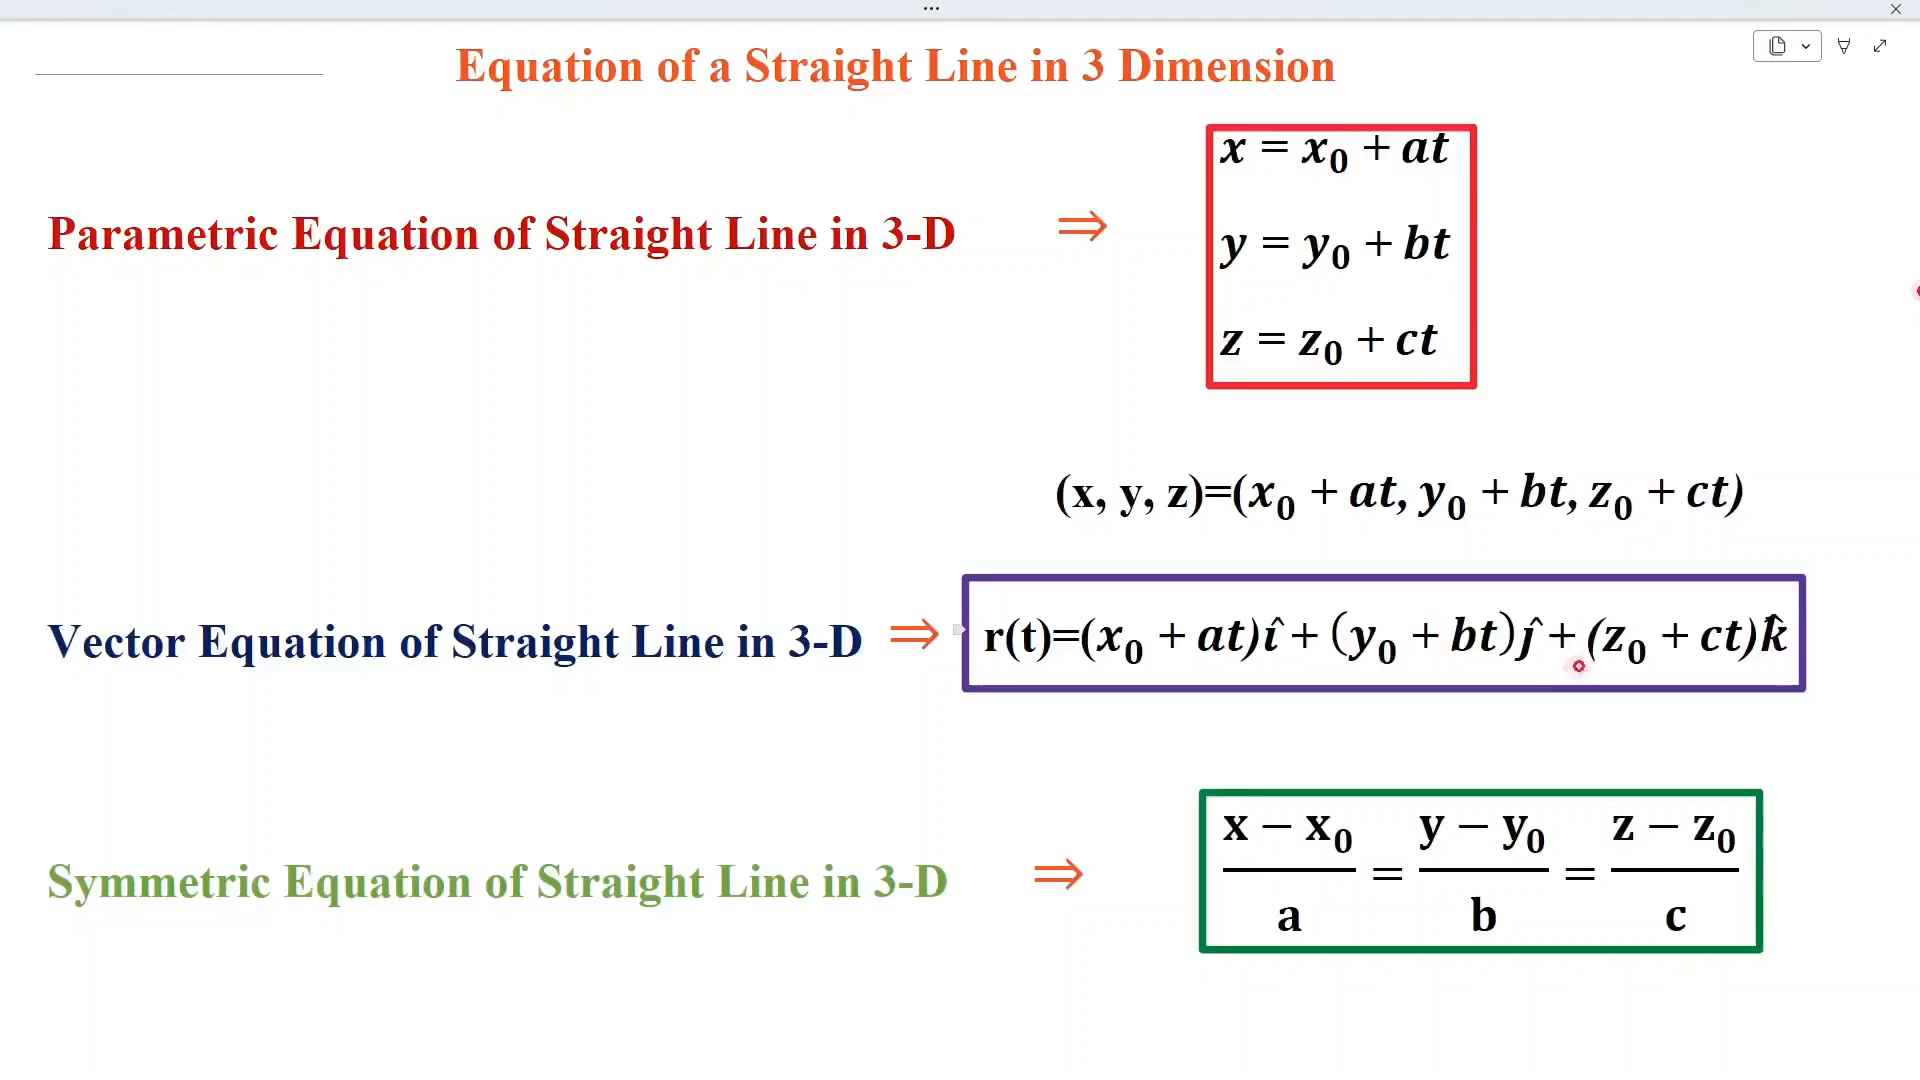 Equation of a Straight Line in 3 Dimension
x = x₀ + at
Parametric Equation of Straight Line in 3-D ⇒
y = y₀ + bt
z = z₀ + ct
(x, y, z)=(x₀ + at, y₀ + bt, z₀ + ct)
Vector Equation of Straight Line in 3-D ⇒ r(t)=(x₀ + at)î + (y₀ + bt)ĵ + (z₀ + ct)k̂
Symmetric Equation of Straight Line in 3-D ⇒ (x − x₀)/a = (y − y₀)/b = (z − z₀)/c